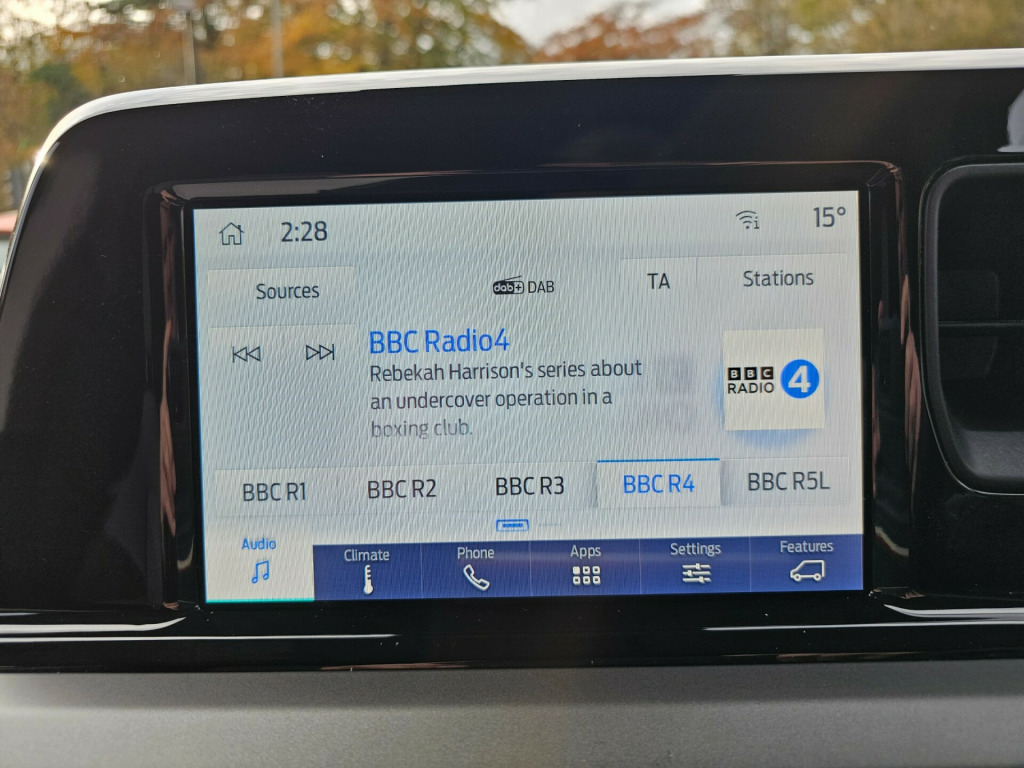 2:28
15°
Sources
dab+ DAB
TA
Stations
BBC Radio4
Rebekah Harrison's series about
an undercover operation in a
boxing club.
BBC
RADIO 4
BBC R1
BBC R2
BBC R3
BBC R4
BBC R5L
Audio
Climate
Phone
Apps
Settings
Features